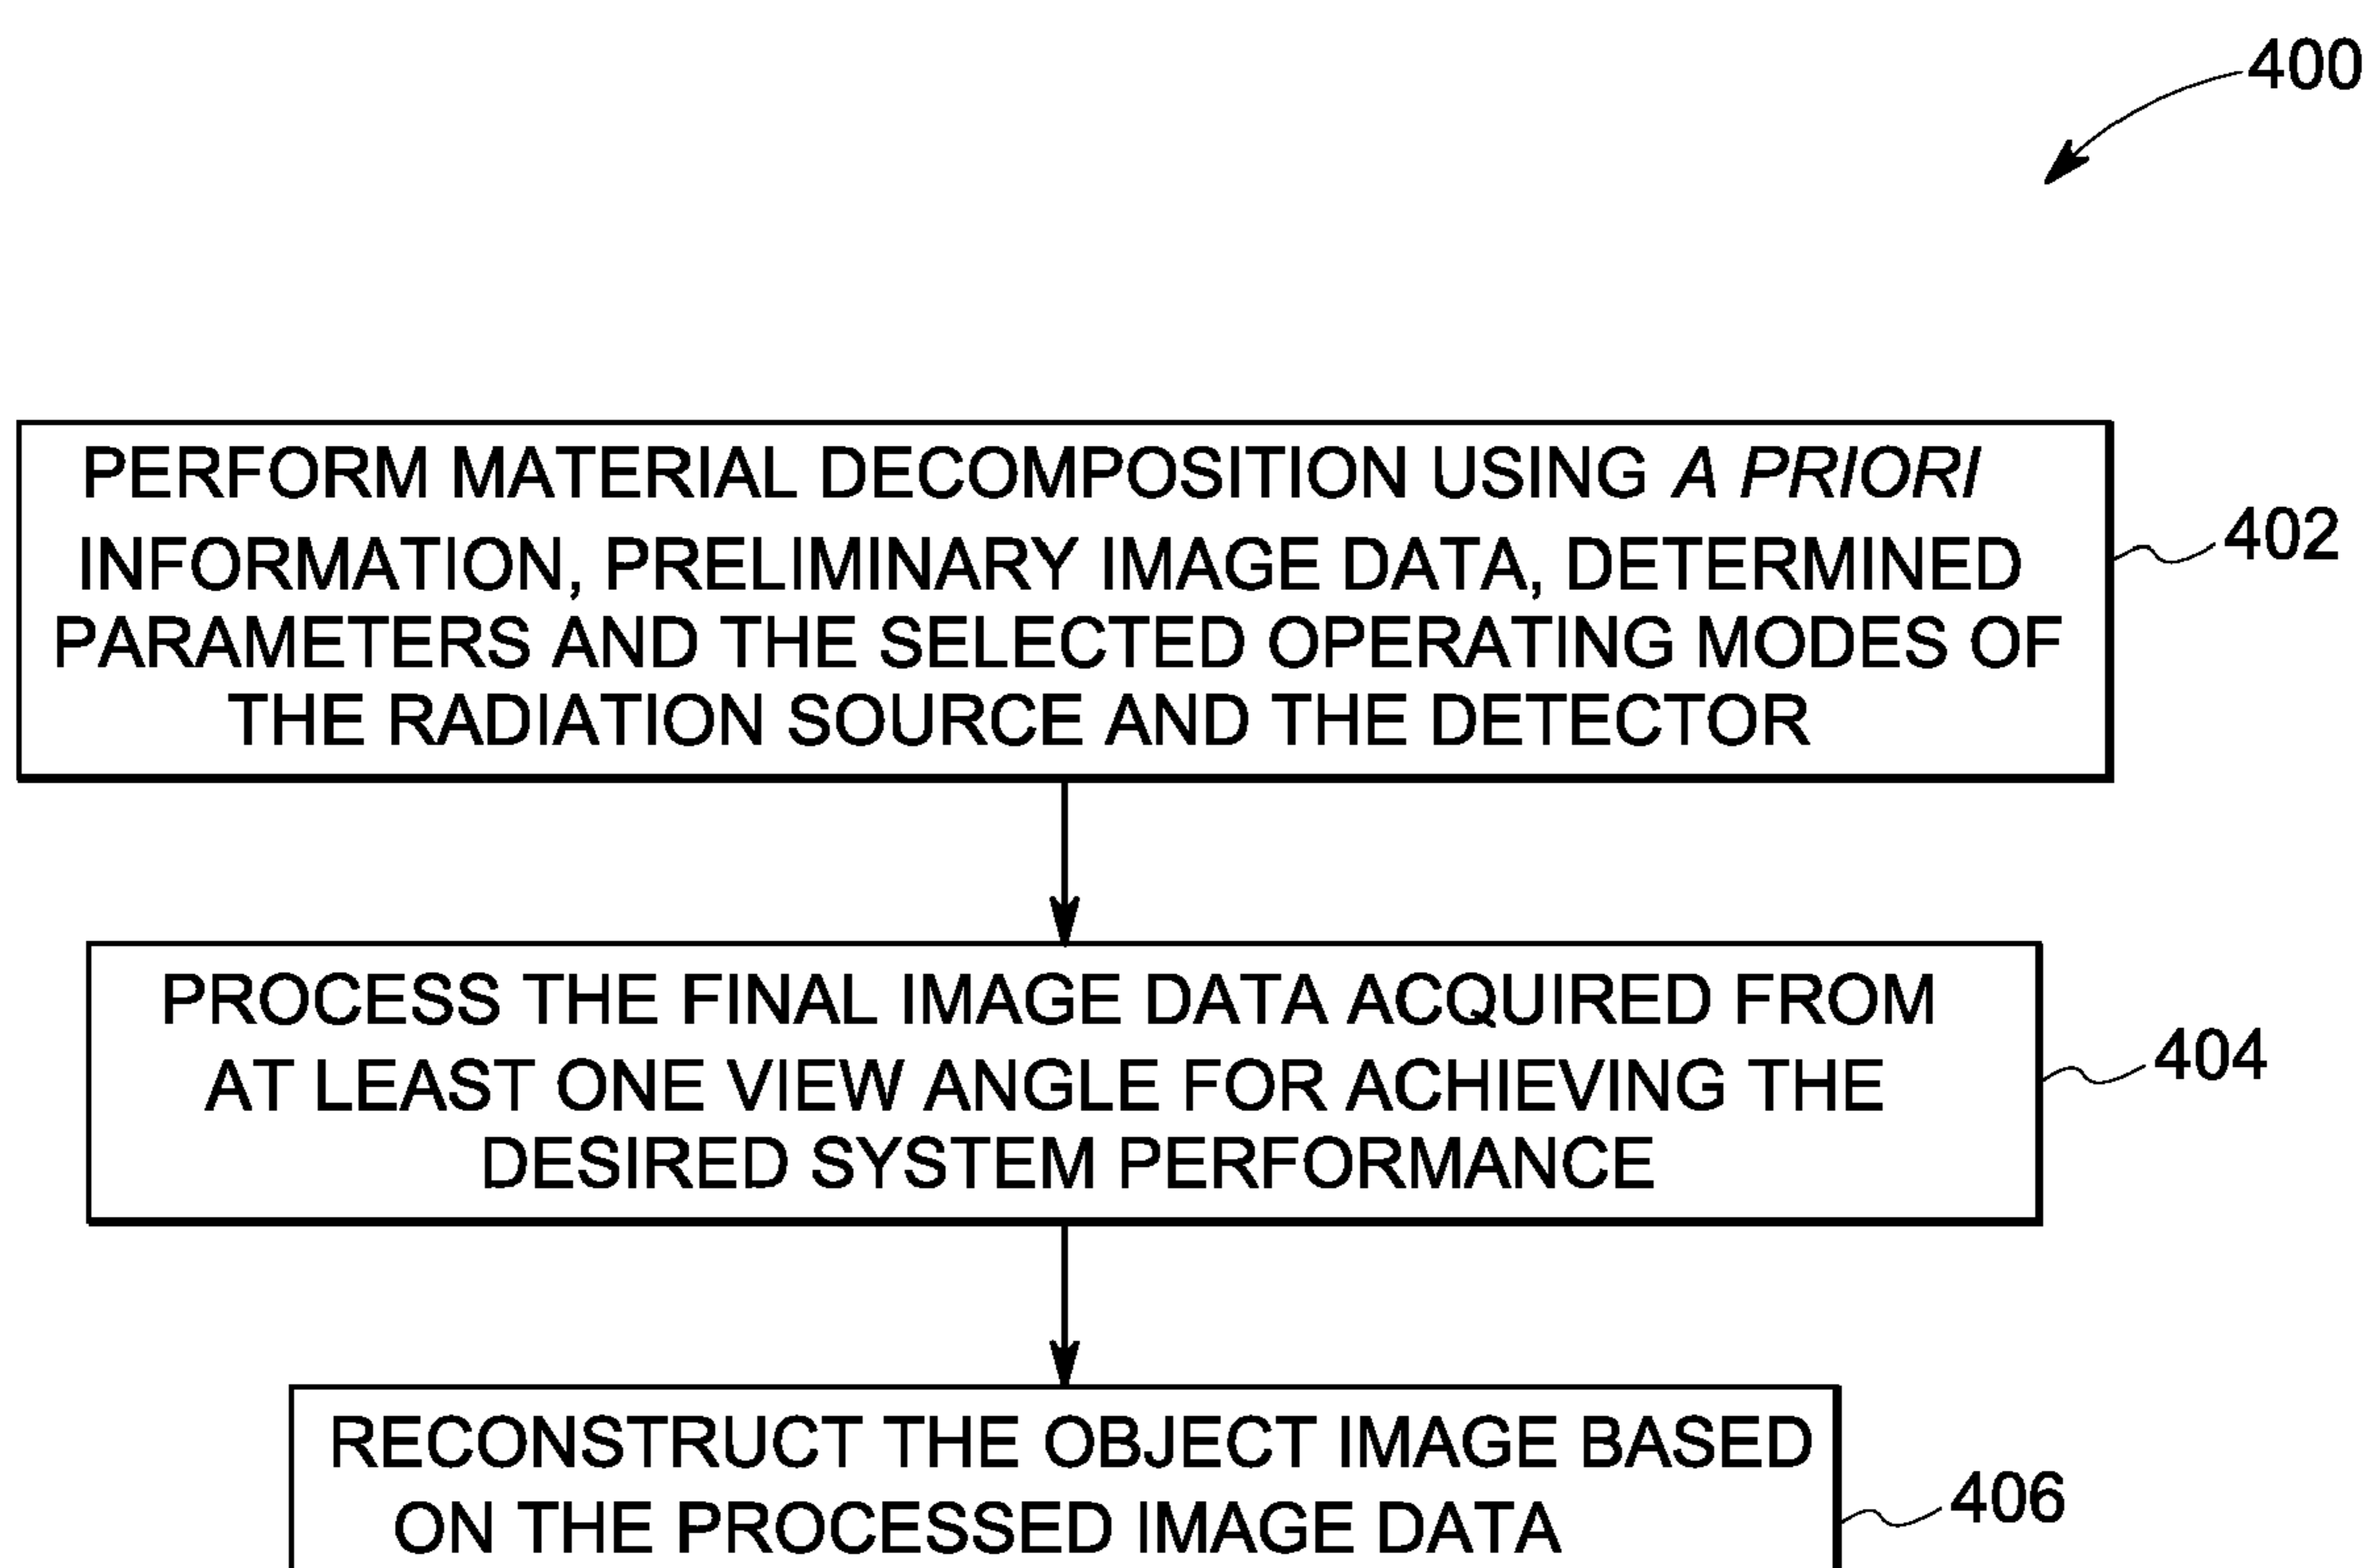 400
PERFORM MATERIAL DECOMPOSITION USING A PRIORI
INFORMATION, PRELIMINARY IMAGE DATA, DETERMINED
PARAMETERS AND THE SELECTED OPERATING MODES OF
THE RADIATION SOURCE AND THE DETECTOR
402
PROCESS THE FINAL IMAGE DATA ACQUIRED FROM
AT LEAST ONE VIEW ANGLE FOR ACHIEVING THE
DESIRED SYSTEM PERFORMANCE
404
RECONSTRUCT THE OBJECT IMAGE BASED
ON THE PROCESSED IMAGE DATA
406